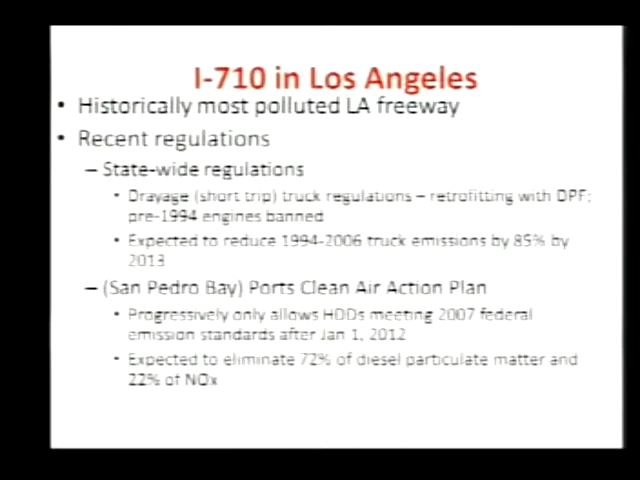 I-710 in Los Angeles
• Historically most polluted LA freeway
• Recent regulations
– State-wide regulations
• Drayage (short trip) truck regulations – retrofitting with DPF;
pre-1994 engines banned
• Expected to reduce 1994-2006 truck emissions by 85% by
2013
– (San Pedro Bay) Ports Clean Air Action Plan
• Progressively only allows HDDs meeting 2007 federal
emission standards after Jan 1, 2012
• Expected to eliminate 72% of diesel particulate matter and
22% of NOx